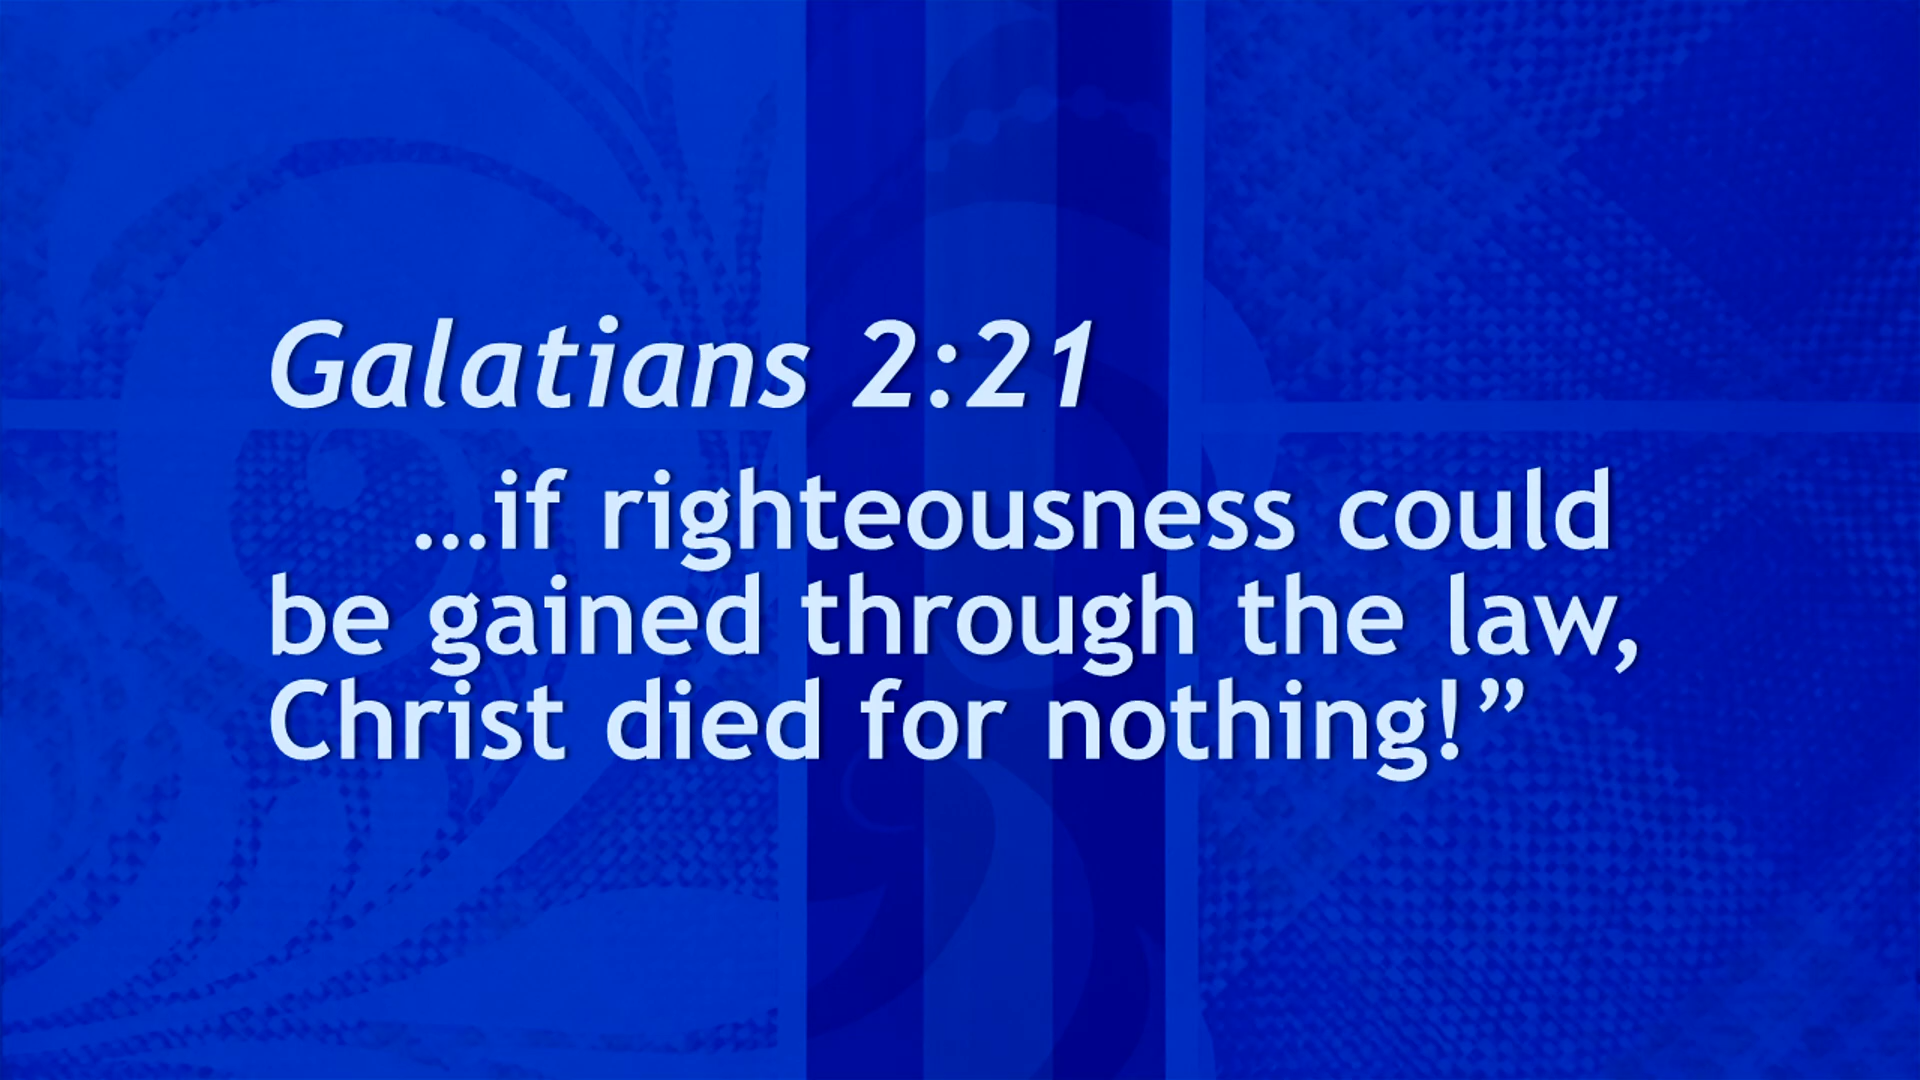 Galatians 2:21
...if righteousness could
be gained through the law,
Christ died for nothing!”